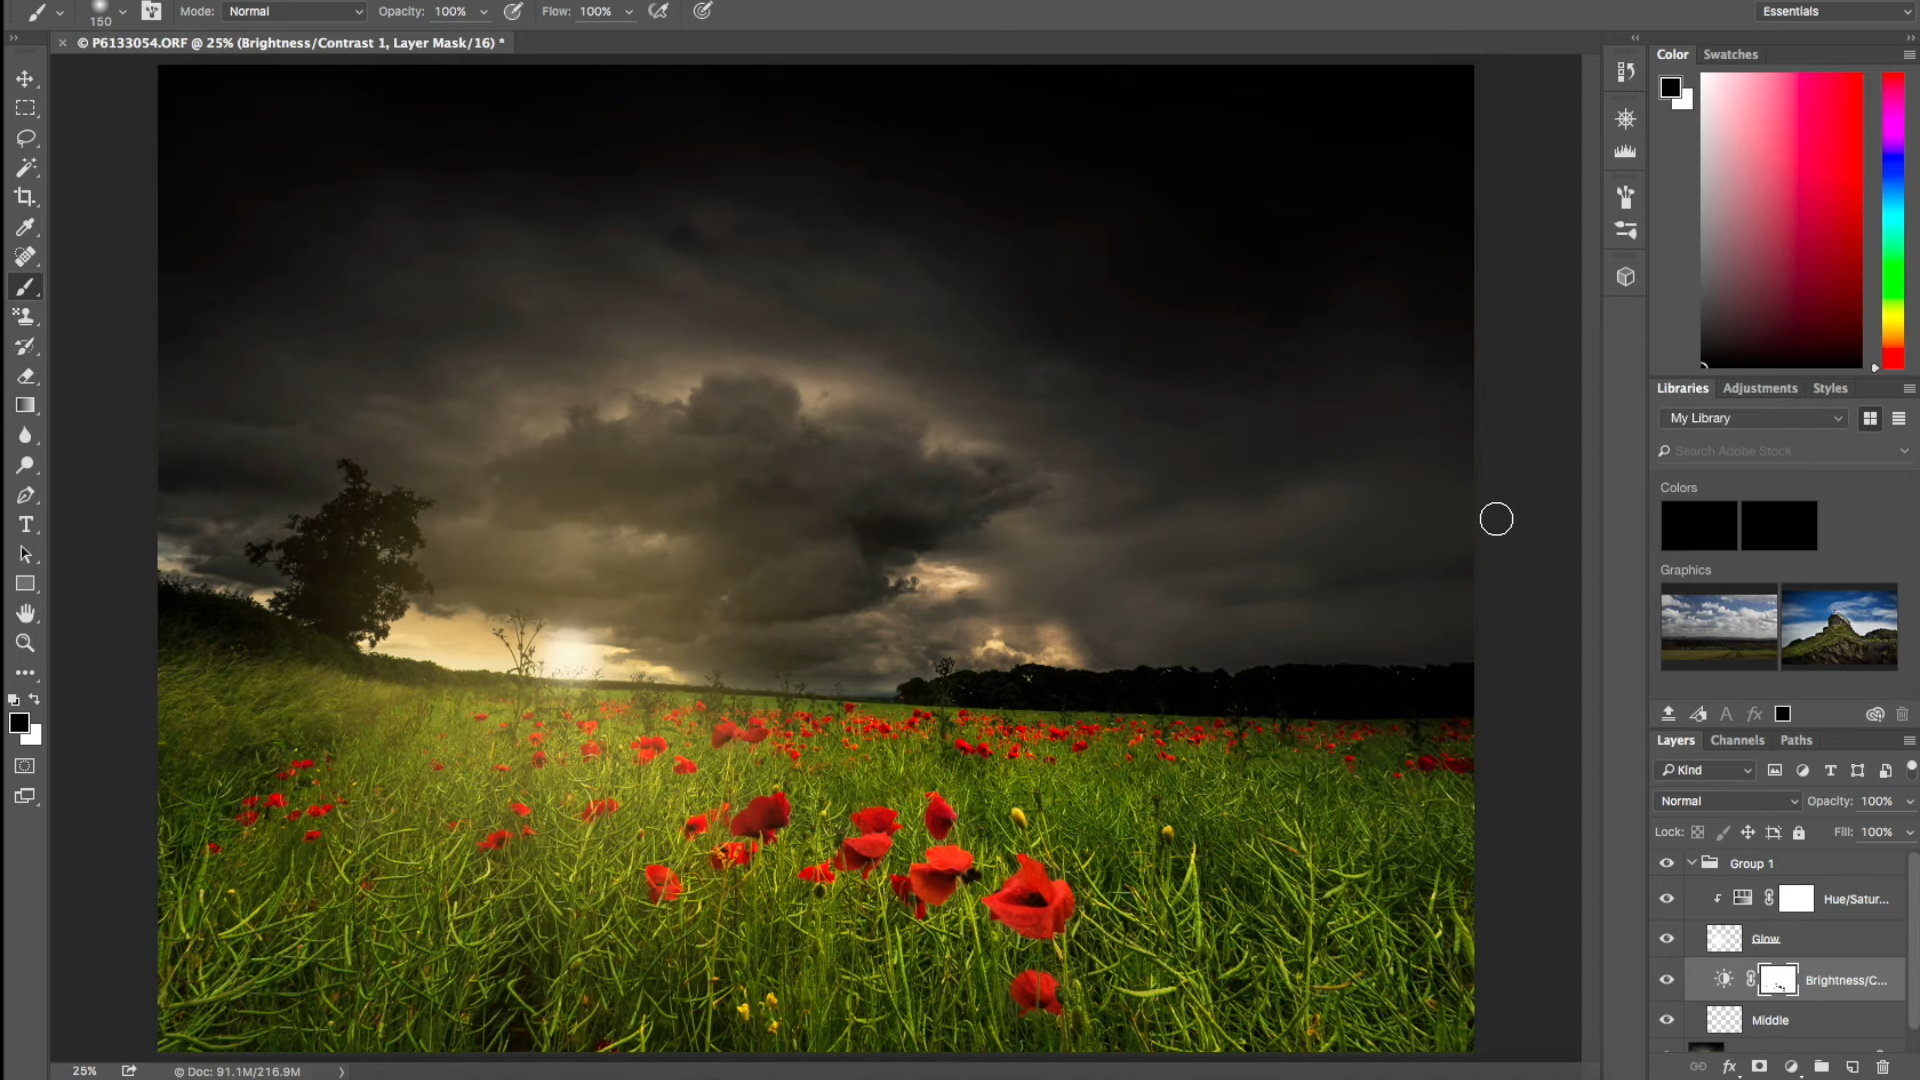 150
Mode: Normal
Opacity: 100%
Flow: 100%
Essentials
× © P6133054.ORF @ 25% (Brightness/Contrast 1, Layer Mask/16) *
Color
Swatches
Libraries
Adjustments
Styles
My Library
Search Adobe Stock
Colors
Graphics
Layers
Channels
Paths
Kind
Normal
Opacity: 100%
Lock:
Fill: 100%
Group 1
Hue/Satur...
Glow
Brightness/C...
Middle
25%
© Doc: 91.1M/216.9M